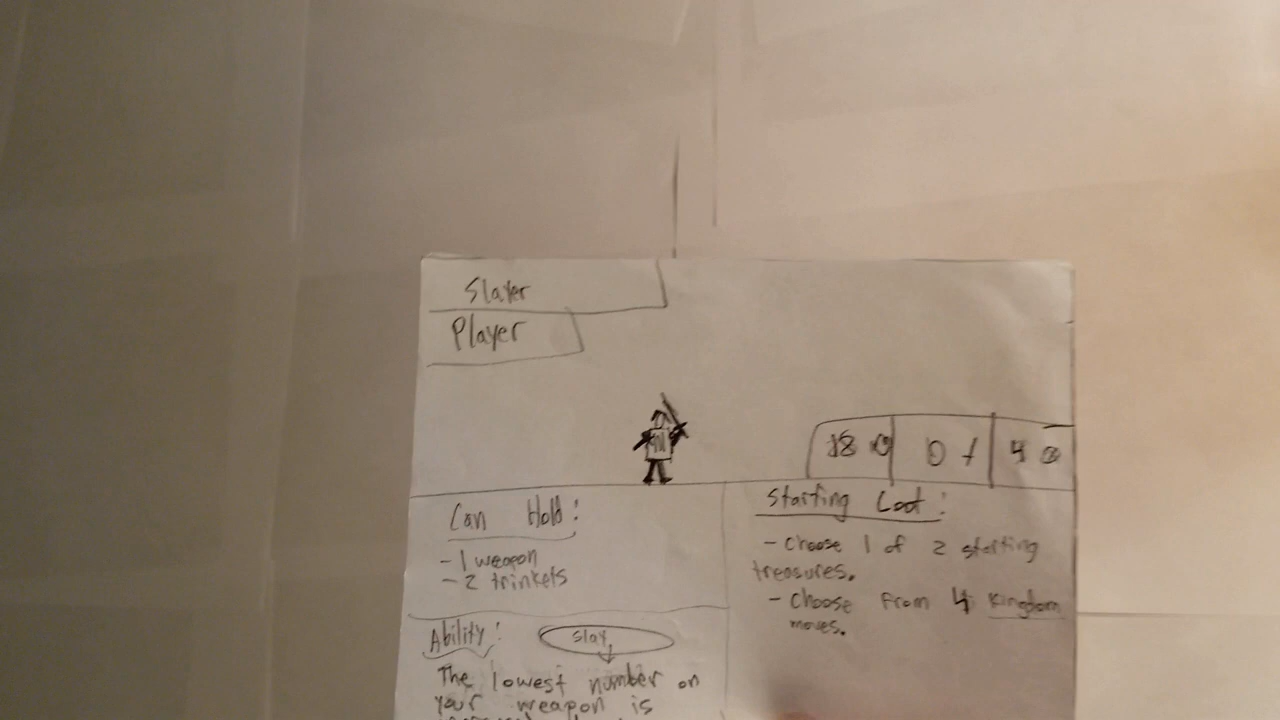 Slayer
Player
18 0 / 4
Can Hold:
- 1 weapon
- 2 trinkets
Starting Loot:
- Choose 1 of 2 starting
treasures.
- Choose from 4 Kingdom
moves.
Ability:
Slay
The lowest number on
your weapon is